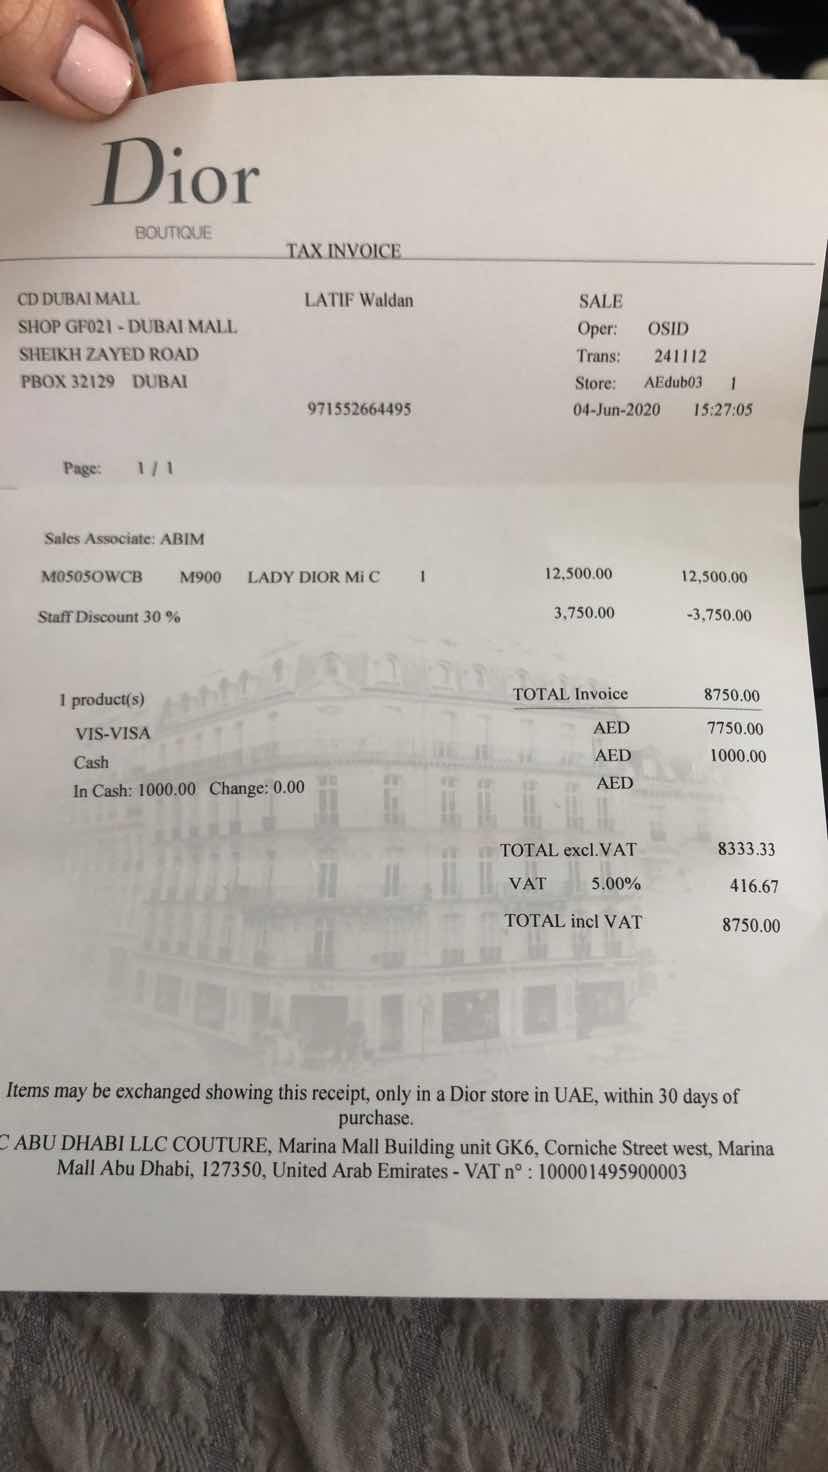 Dior
BOUTIQUE
TAX INVOICE
CD DUBAI MALL LATIF Waldan SALE
SHOP GF021 - DUBAI MALL Oper: OSID
SHEIKH ZAYED ROAD Trans: 241112
PBOX 32129 DUBAI Store: AEdub03 1
971552664495 04-Jun-2020 15:27:05
Page: 1 / 1
Sales Associate: ABIM
M0505OWCB M900 LADY DIOR Mi C 1 12,500.00 12,500.00
Staff Discount 30 % 3,750.00 -3,750.00
1 product(s) TOTAL Invoice 8750.00
VIS-VISA AED 7750.00
Cash AED 1000.00
In Cash: 1000.00 Change: 0.00 AED
TOTAL excl.VAT 8333.33
VAT 5.00% 416.67
TOTAL incl VAT 8750.00
Items may be exchanged showing this receipt, only in a Dior store in UAE, within 30 days of
purchase.
C ABU DHABI LLC COUTURE, Marina Mall Building unit GK6, Corniche Street west, Marina
Mall Abu Dhabi, 127350, United Arab Emirates - VAT n° : 100001495900003